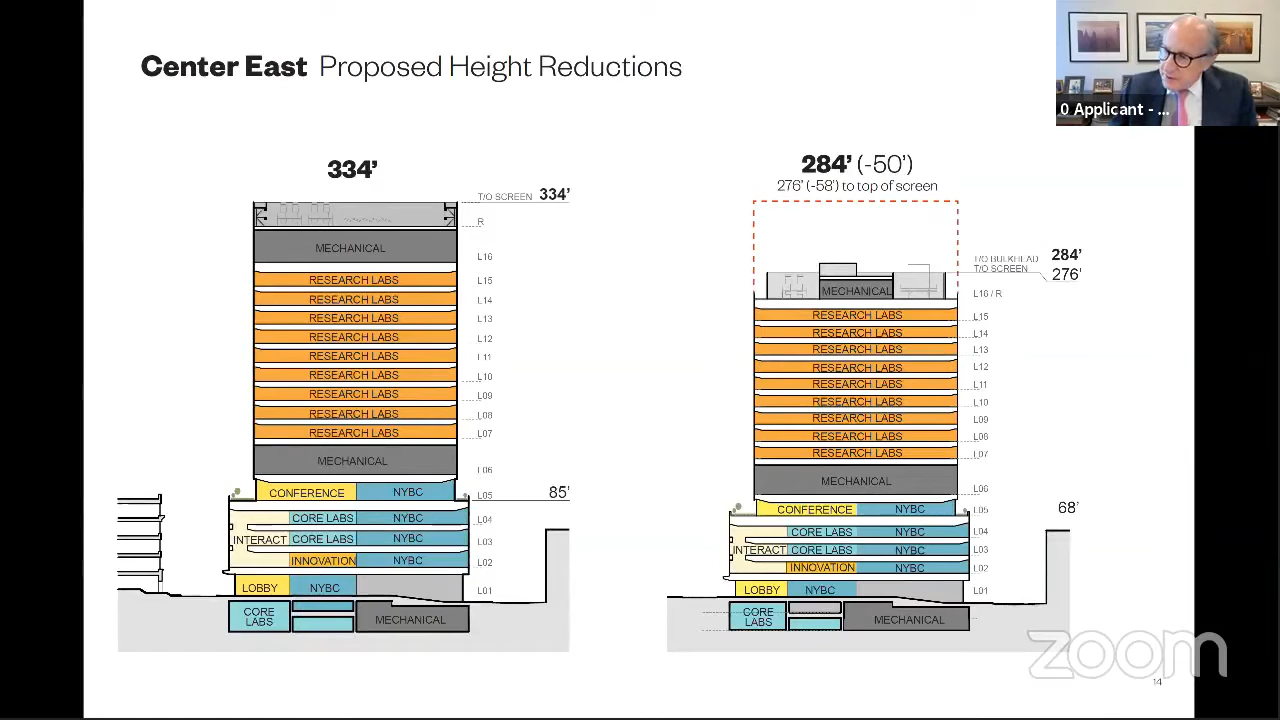 Center East Proposed Height Reductions
0 Applicant - ...
334’
T/O SCREEN 334’
R
MECHANICAL
L16
RESEARCH LABS L15
RESEARCH LABS L14
RESEARCH LABS L13
RESEARCH LABS L12
RESEARCH LABS L11
RESEARCH LABS L10
RESEARCH LABS L09
RESEARCH LABS L08
RESEARCH LABS L07
MECHANICAL
L06
CONFERENCE NYBC L05 85’
CORE LABS NYBC L04
INTERACT CORE LABS NYBC L03
INNOVATION NYBC L02
LOBBY NYBC L01
CORE
LABS
MECHANICAL
284’ (-50’)
276’ (-58’) to top of screen
T/O BULKHEAD 284’
T/O SCREEN 276’
MECHANICAL L16 / R
RESEARCH LABS L15
RESEARCH LABS L14
RESEARCH LABS L13
RESEARCH LABS L12
RESEARCH LABS L11
RESEARCH LABS L10
RESEARCH LABS L09
RESEARCH LABS L08
RESEARCH LABS L07
MECHANICAL
L06
CONFERENCE NYBC L05 68’
CORE LABS NYBC L04
INTERACT CORE LABS NYBC L03
INNOVATION NYBC L02
LOBBY NYBC L01
CORE
LABS
MECHANICAL
zoom
14